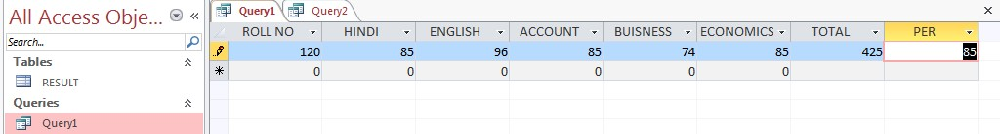 All Access Obje...
Search...
Tables
RESULT
Queries
Query1
Query1 Query2
ROLL NO HINDI ENGLISH ACCOUNT BUISNESS ECONOMICS TOTAL PER
120 85 96 85 74 85 425 85
0 0 0 0 0 0